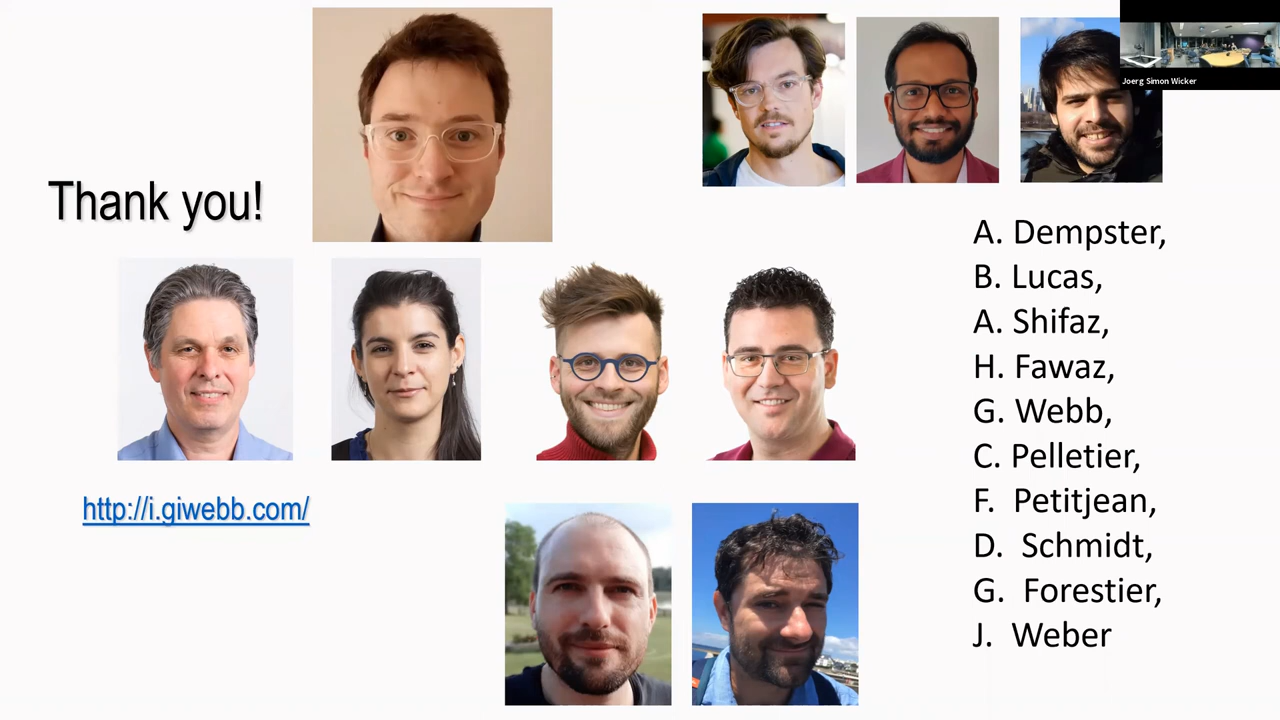 Joerg Simon Wicker
Thank you!
A. Dempster,
B. Lucas,
A. Shifaz,
H. Fawaz,
G. Webb,
C. Pelletier,
F. Petitjean,
D. Schmidt,
G. Forestier,
J. Weber
http://i.giwebb.com/